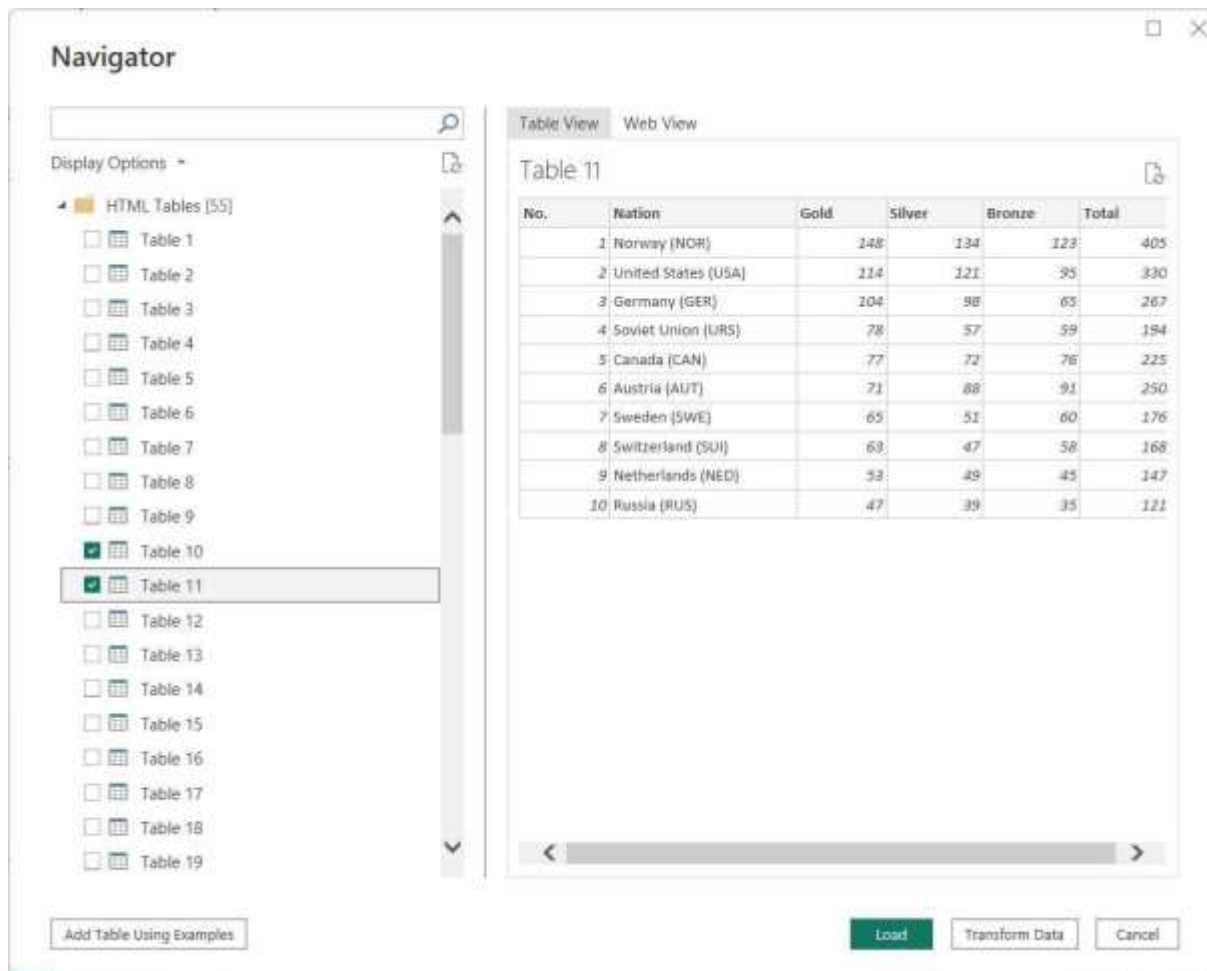 Navigator
Display Options
HTML Tables [55]
Table 1
Table 2
Table 3
Table 4
Table 5
Table 6
Table 7
Table 8
Table 9
Table 10
Table 11
Table 12
Table 13
Table 14
Table 15
Table 16
Table 17
Table 18
Table 19
Table View Web View
Table 11
No. Nation Gold Silver Bronze Total
1 Norway (NOR) 148 134 123 405
2 United States (USA) 114 121 95 330
3 Germany (GER) 104 98 65 267
4 Soviet Union (URS) 78 57 59 194
5 Canada (CAN) 77 72 76 225
6 Austria (AUT) 71 88 91 250
7 Sweden (SWE) 65 51 60 176
8 Switzerland (SUI) 63 47 58 168
9 Netherlands (NED) 53 49 45 147
10 Russia (RUS) 47 39 35 121
Add Table Using Examples Load Transform Data Cancel